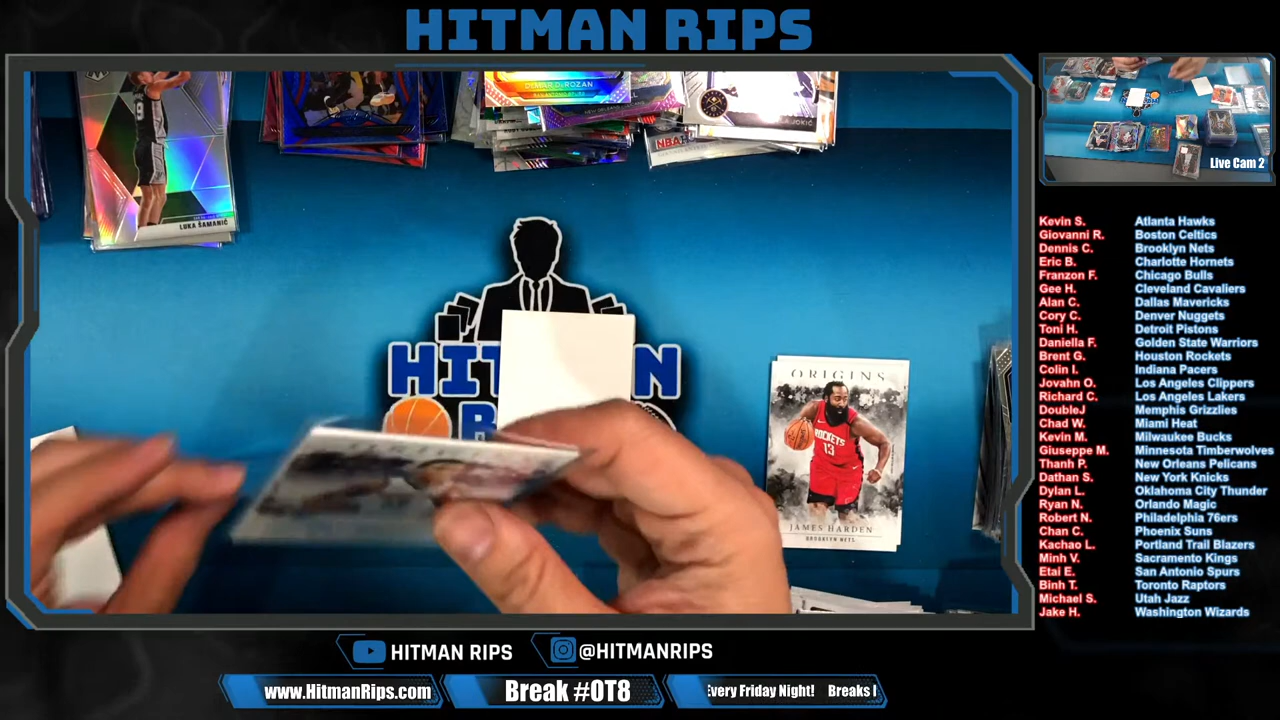 HITMAN RIPS
DEMAR DEROZAN
SAN ANTONIO SPURS
NBA
9
LUKA ŠAMANIĆ
HIT N
R
ORIGINS
ROCKETS
13
JAMES HARDEN
BROOKLYN NETS
Live Cam 2
Kevin S. Atlanta Hawks
Giovanni R. Boston Celtics
Dennis C. Brooklyn Nets
Eric B. Charlotte Hornets
Franzon F. Chicago Bulls
Gee H. Cleveland Cavaliers
Alan C. Dallas Mavericks
Cory C. Denver Nuggets
Toni H. Detroit Pistons
Daniella F. Golden State Warriors
Brent G. Houston Rockets
Colin I. Indiana Pacers
Jovahn O. Los Angeles Clippers
Richard C. Los Angeles Lakers
DoubleJ Memphis Grizzlies
Chad W. Miami Heat
Kevin M. Milwaukee Bucks
Giuseppe M. Minnesota Timberwolves
Thanh P. New Orleans Pelicans
Dathan S. New York Knicks
Dylan L. Oklahoma City Thunder
Ryan N. Orlando Magic
Robert N. Philadelphia 76ers
Chan C. Phoenix Suns
Kachao L. Portland Trail Blazers
Minh V. Sacramento Kings
Etai E. San Antonio Spurs
Binh T. Toronto Raptors
Michael S. Utah Jazz
Jake H. Washington Wizards
HITMAN RIPS @HITMANRIPS
www.HitmanRips.com Break #OT8 Every Friday Night! Breaks